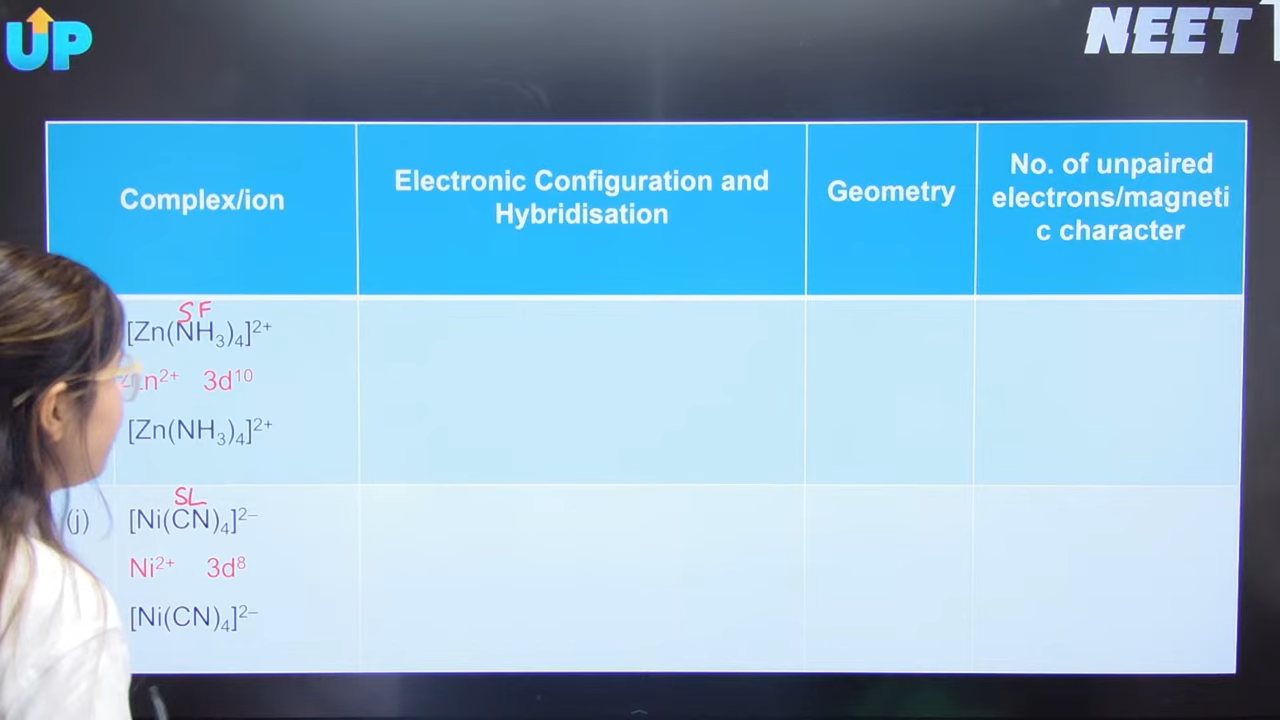 UP
NEET
Complex/ion
Electronic Configuration and
Hybridisation
Geometry
No. of unpaired
electrons/magneti
c character
SF
[Zn(NH₃)₄]²⁺
Zn²⁺ 3d¹⁰
[Zn(NH₃)₄]²⁺
SL
(j) [Ni(CN)₄]²⁻
Ni²⁺ 3d⁸
[Ni(CN)₄]²⁻